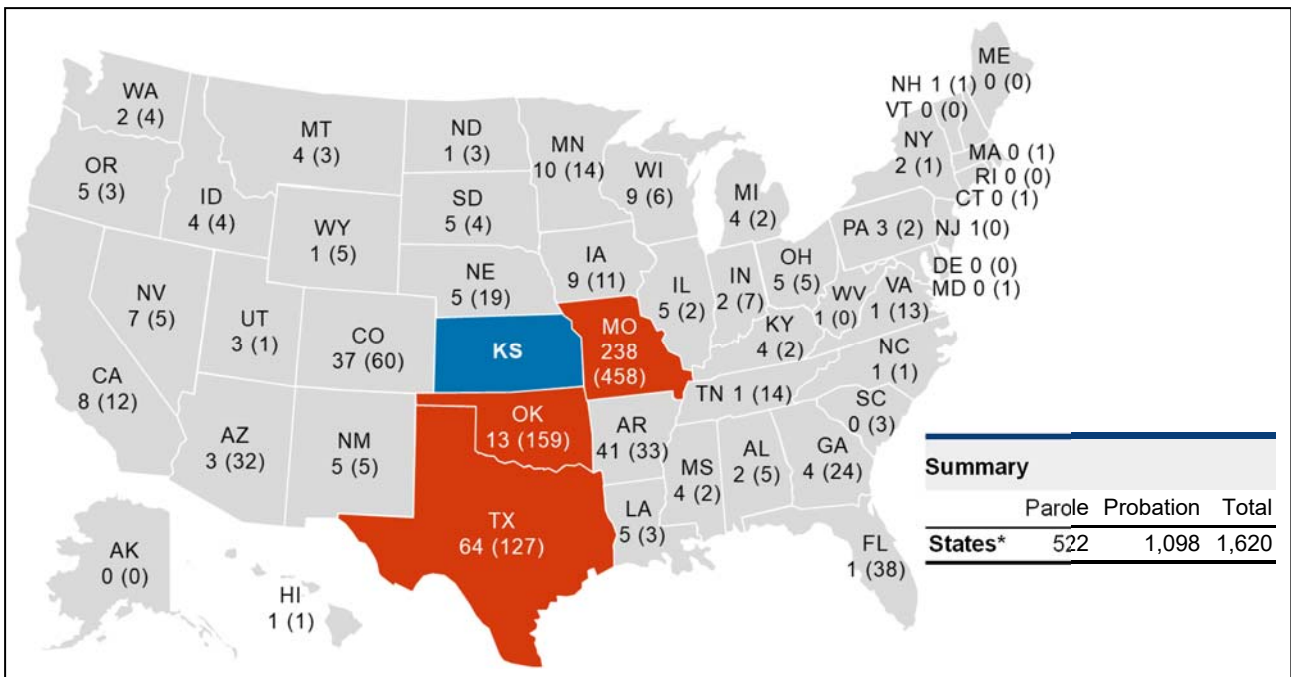 ME
0 (0)
NH 1 (1)
VT 0 (0)
WA
2 (4)
MT
4 (3)
ND
1 (3)
MN
10 (14)
NY
2 (1)
MA 0 (1)
RI 0 (0)
CT 0 (1)
OR
5 (3)
ID
4 (4)
SD
5 (4)
WI
9 (6)
MI
4 (2)
WY
1 (5)
PA 3 (2)
NJ 1(0)
NE
5 (19)
IA
9 (11)
IL
5 (2)
IN
2 (7)
OH
5 (5)
DE 0 (0)
MD 0 (1)
WV
1 (0)
VA
1 (13)
NV
7 (5)
UT
3 (1)
CO
37 (60)
KS
MO
238
(458)
KY
4 (2)
NC
1 (1)
CA
8 (12)
TN 1 (14)
SC
0 (3)
AZ
3 (32)
NM
5 (5)
OK
13 (159)
AR
41 (33)
MS
4 (2)
AL
2 (5)
GA
4 (24)
TX
64 (127)
LA
5 (3)
FL
1 (38)
AK
0 (0)
HI
1 (1)
Summary
Parole Probation Total
States* 522 1,098 1,620